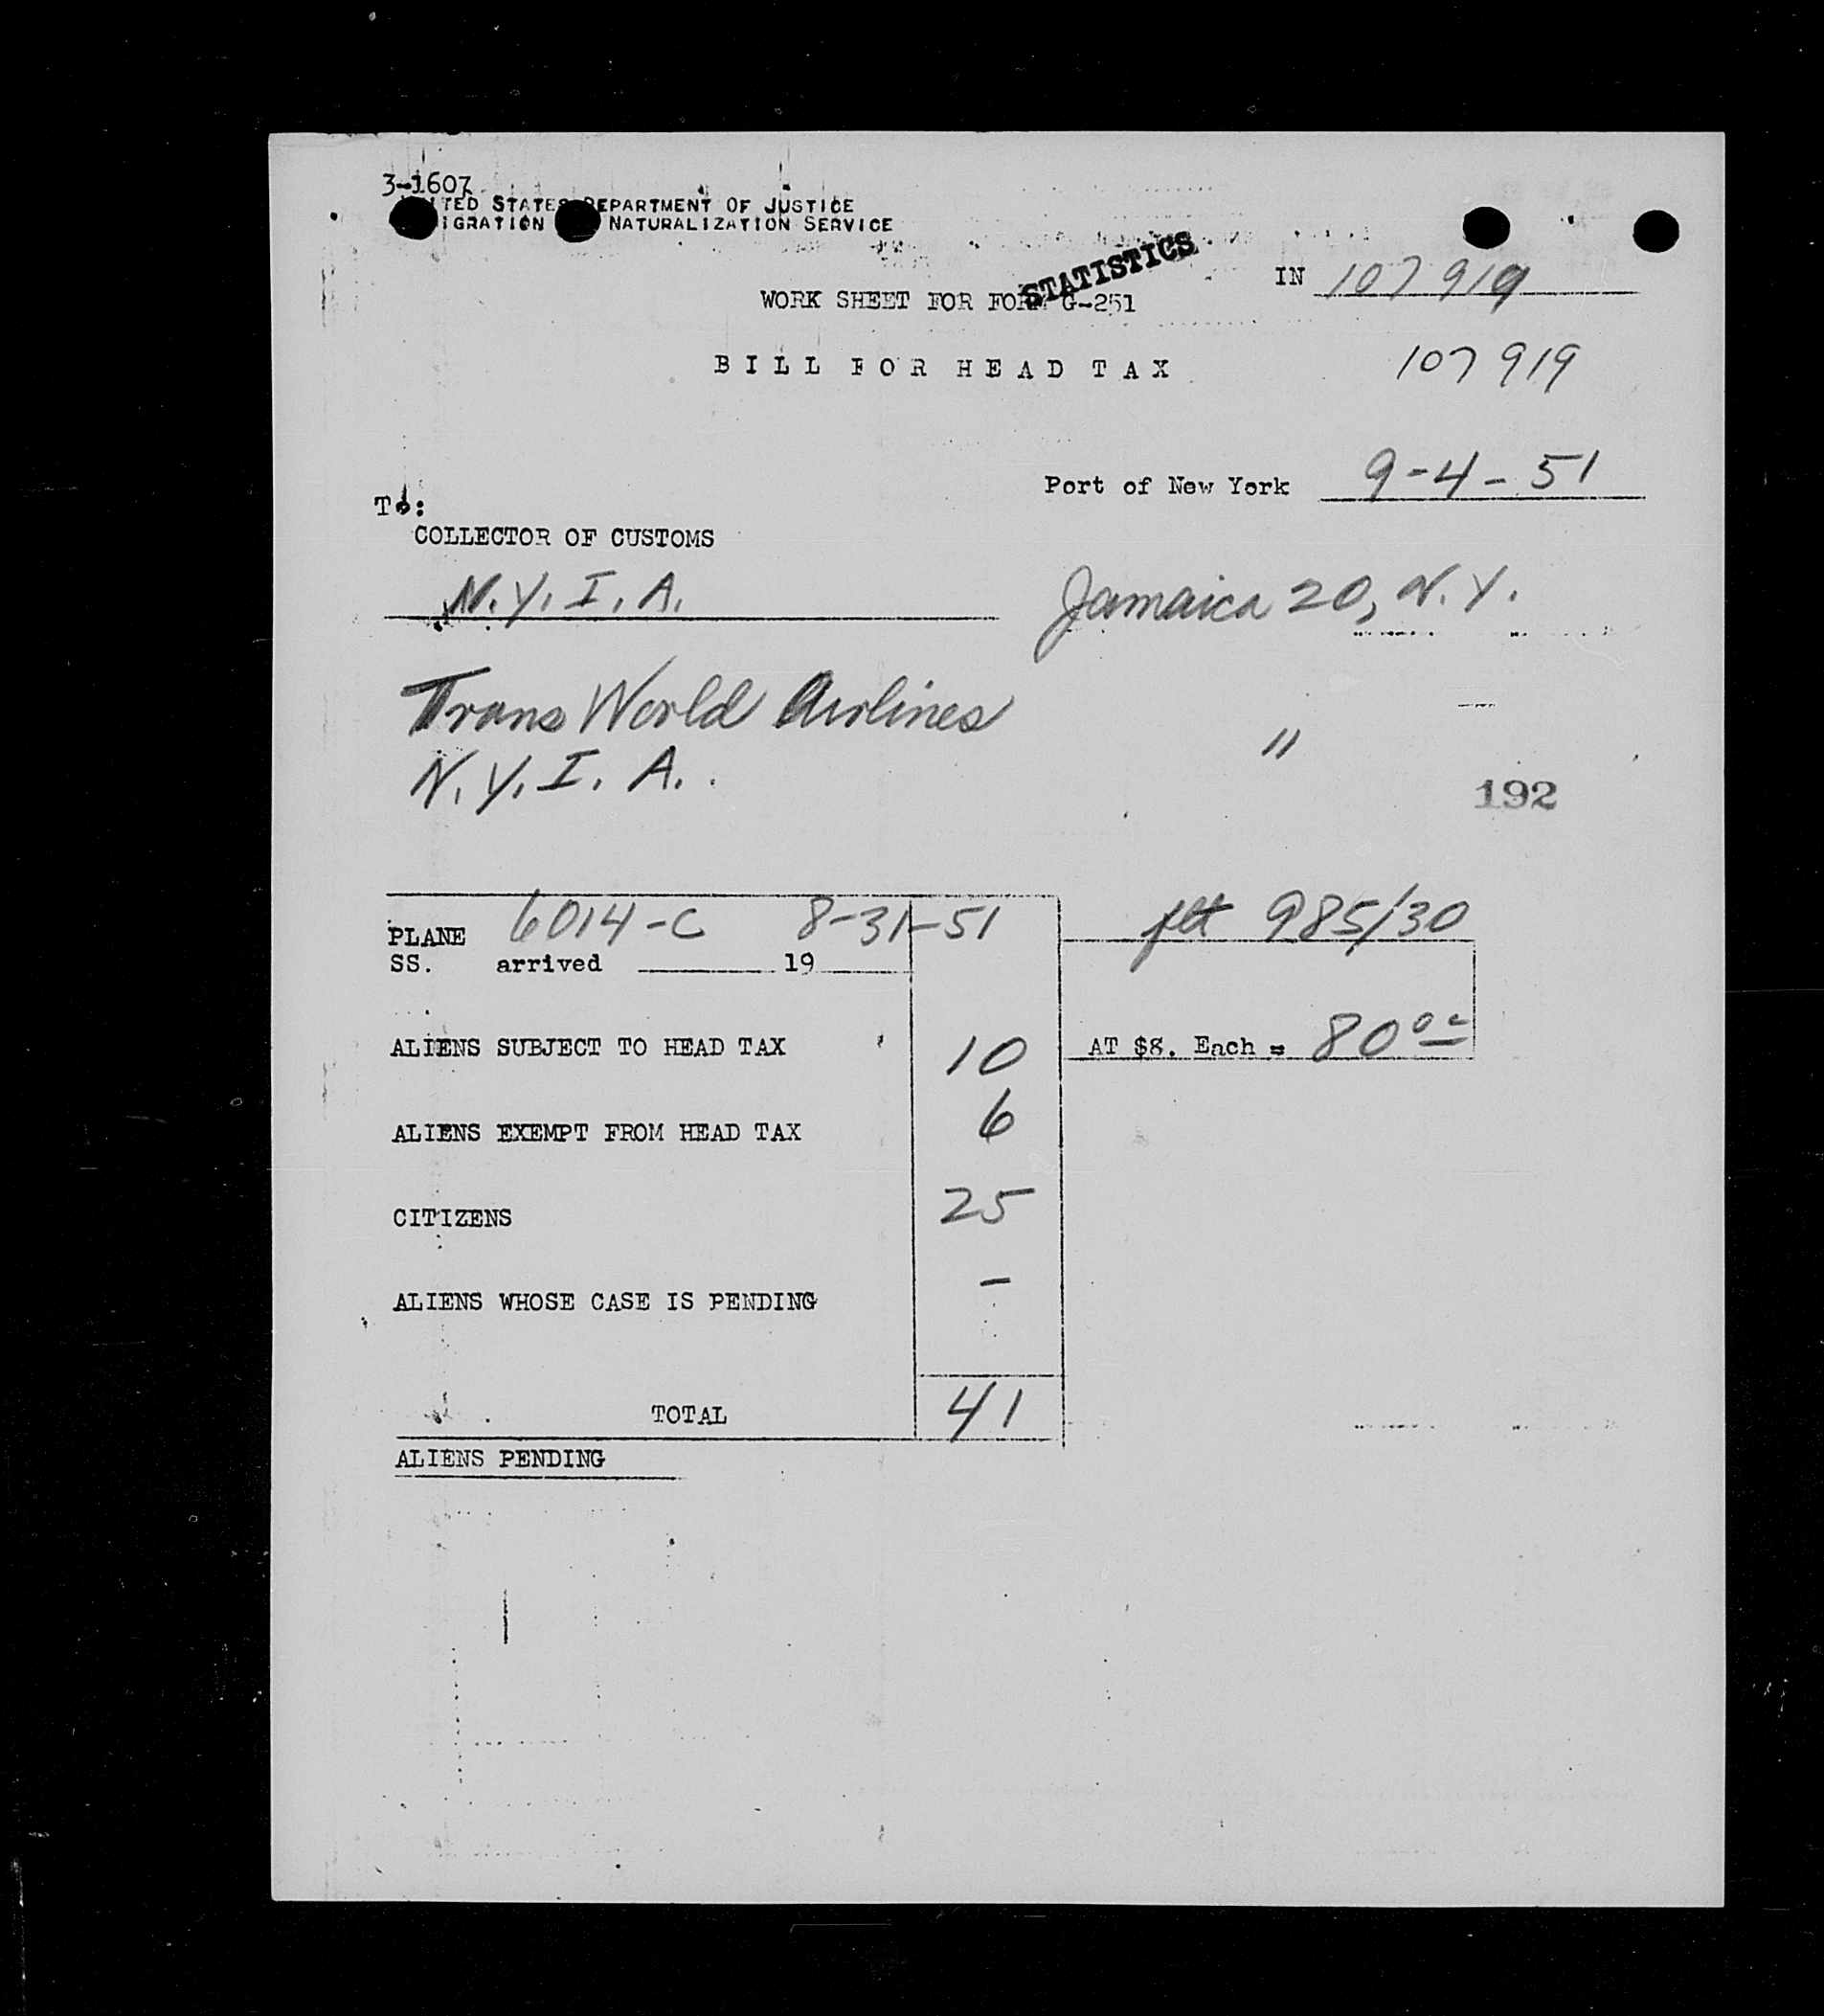 3-1607
UNITED STATES DEPARTMENT OF JUSTICE
IGRATION NATURALIZATION SERVICE
STATISTICS
IN 107919
WORK SHEET FOR FORM G-251
BILL FOR HEAD TAX
107919
Port of New York 9-4-51
To:
COLLECTOR OF CUSTOMS
N.Y.I.A. Jamaica 20, N.Y.
Trans World Airlines
N.Y.I.A. "
192
PLANE 6014-C 8-31-51 flt 985/30
SS. arrived 19
ALIENS SUBJECT TO HEAD TAX 10 AT $8. Each = 80 00
ALIENS EXEMPT FROM HEAD TAX 6
CITIZENS 25
ALIENS WHOSE CASE IS PENDING -
TOTAL 41
ALIENS PENDING